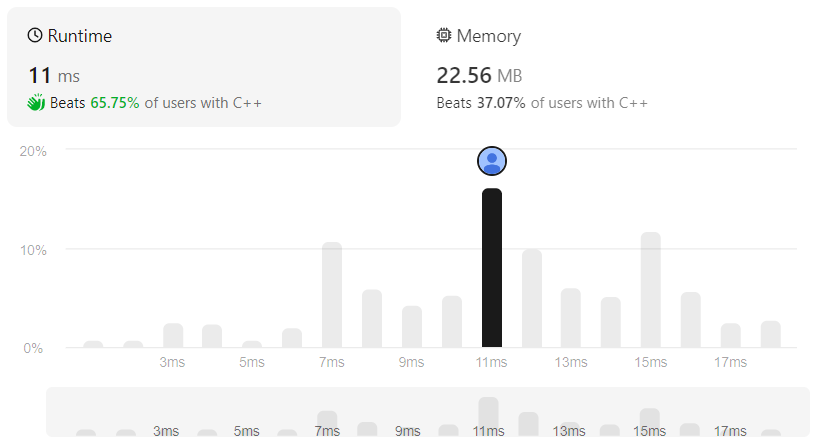 Runtime
11 ms
Beats 65.75% of users with C++
Memory
22.56 MB
Beats 37.07% of users with C++
20%
10%
0%
3ms 5ms 7ms 9ms 11ms 13ms 15ms 17ms
3ms 5ms 7ms 9ms 11ms 13ms 15ms 17ms